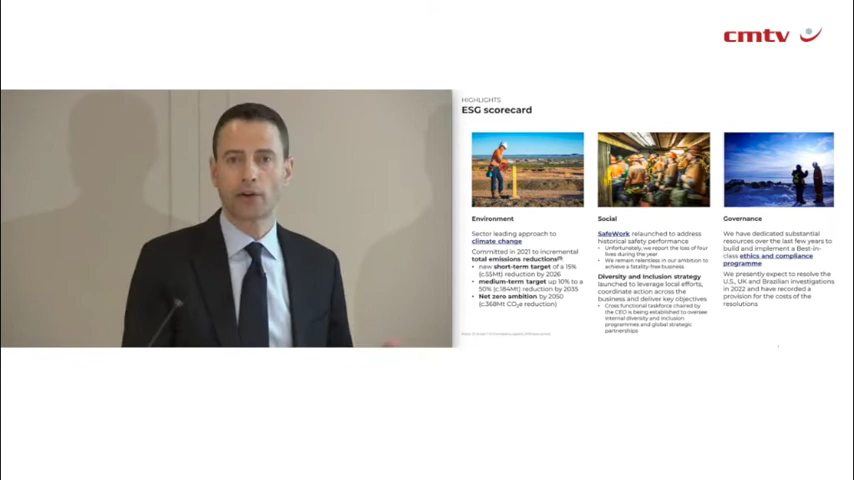 cmtv
HIGHLIGHTS
ESG scorecard
Environment
Sector leading approach to
climate change
Committed in 2021 to incremental
total emissions reductions
• new short-term target of a 15%
(c.55Mt) reduction by 2026
• medium-term target up 10% to a
50% (c.184Mt) reduction by 2035
• Net zero ambition by 2050
(c.368Mt CO₂e reduction)
Social
SafeWork relaunched to address
historical safety performance
• Unfortunately, we report the loss of four
lives during the year
• We remain relentless in our ambition to
achieve a fatality-free business
Diversity and Inclusion strategy
launched to leverage local efforts,
coordinate action across the
business and deliver key objectives
• Cross functional taskforce chaired by
the CEO is being established to oversee
internal diversity and inclusion
programmes and global strategic
partnerships
Governance
We have dedicated substantial
resources over the last few years to
build and implement a Best-in-
class ethics and compliance
programme
We presently expect to resolve the
U.S., UK and Brazilian investigations
in 2022 and have recorded a
provision for the costs of the
resolutions